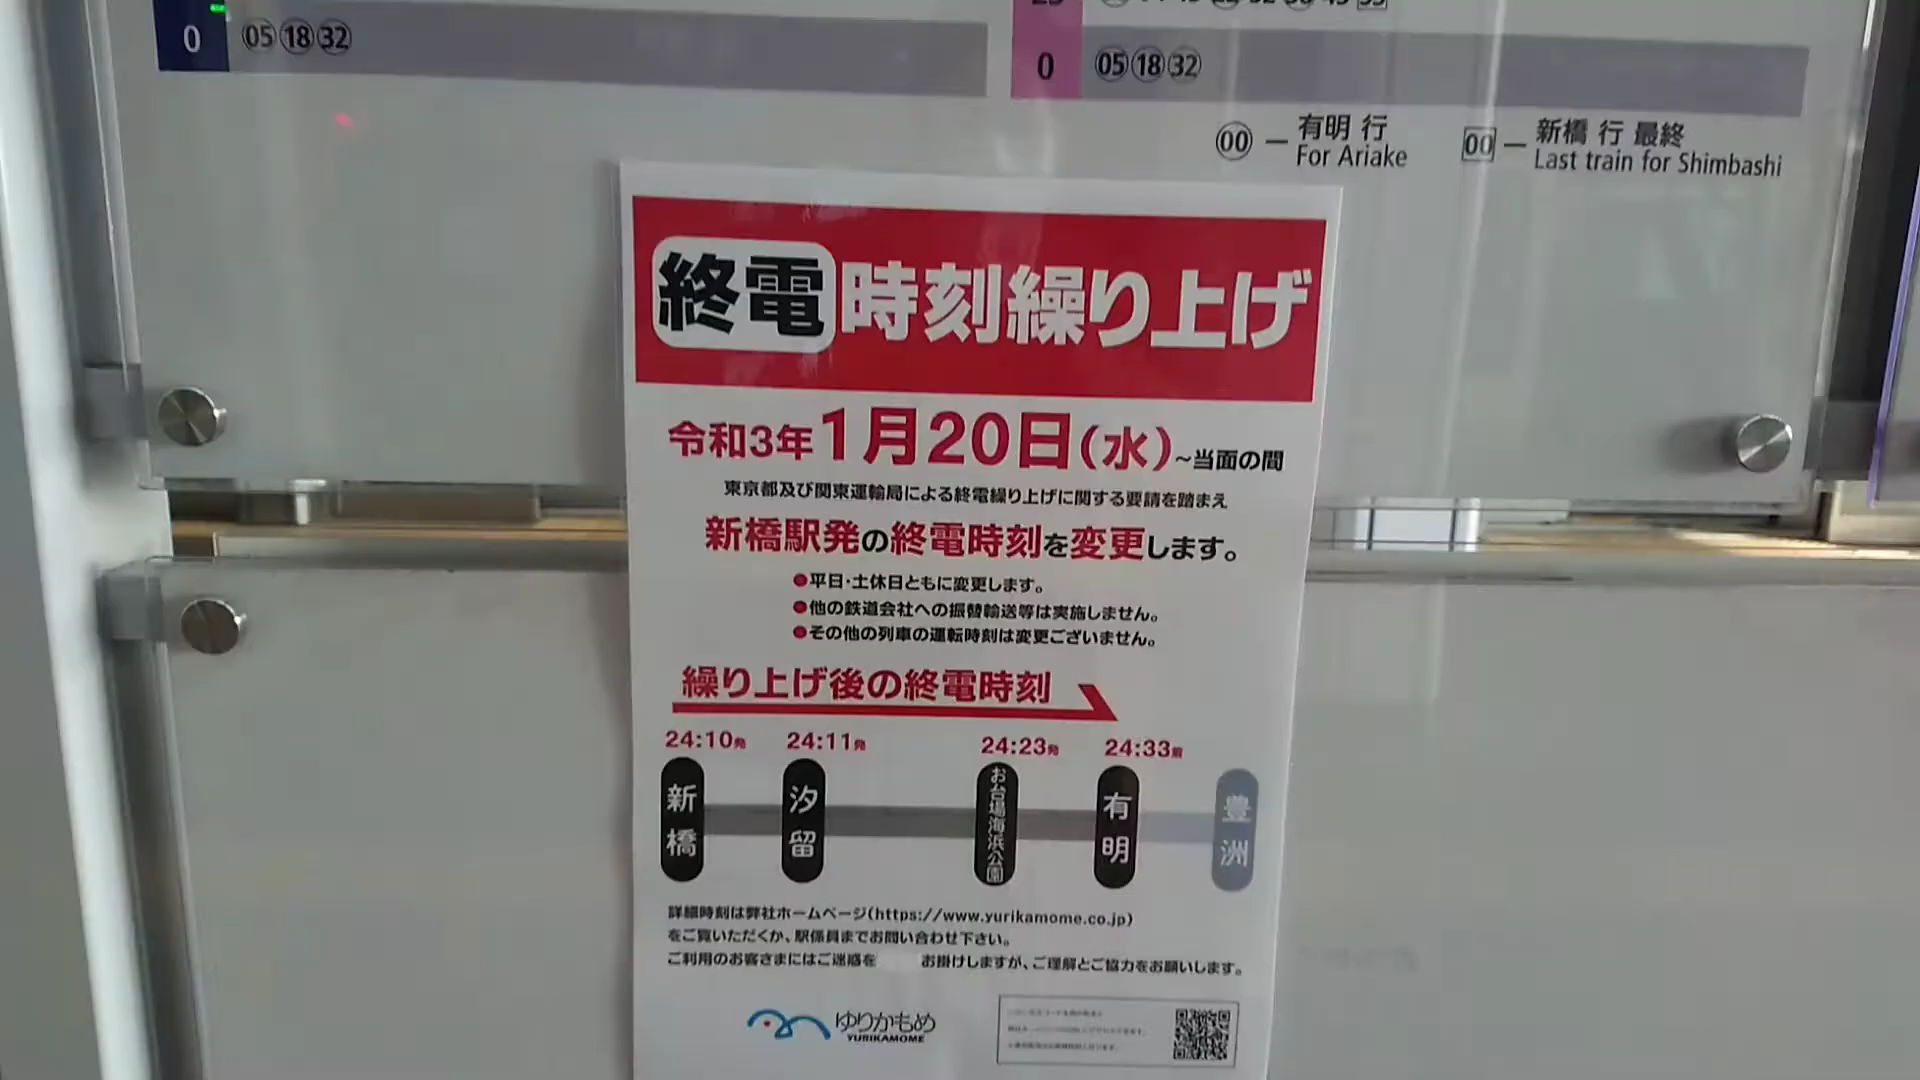 0 05 18 32
0 05 18 32
00 — 有明 行
For Ariake
00 — 新橋 行 最終
Last train for Shimbashi
終電時刻繰り上げ
令和3年1月20日(水)~当面の間
東京都及び関東運輸局による終電繰り上げに関する要請を踏まえ
新橋駅発の終電時刻を変更します。
●平日・土休日ともに変更します。
●他の鉄道会社への振替輸送等は実施しません。
●その他の列車の運転時刻は変更ございません。
繰り上げ後の終電時刻
24:10発 24:11発 24:23発 24:33着
新橋 汐留 お台場海浜公園 有明 豊洲
詳細時刻は弊社ホームページ(https://www.yurikamome.co.jp)
をご覧いただくか、駅係員までお問い合わせ下さい。
ご利用のお客さまにはご迷惑を お掛けしますが、ご理解とご協力をお願いします。
ゆりかもめ
YURIKAMOME